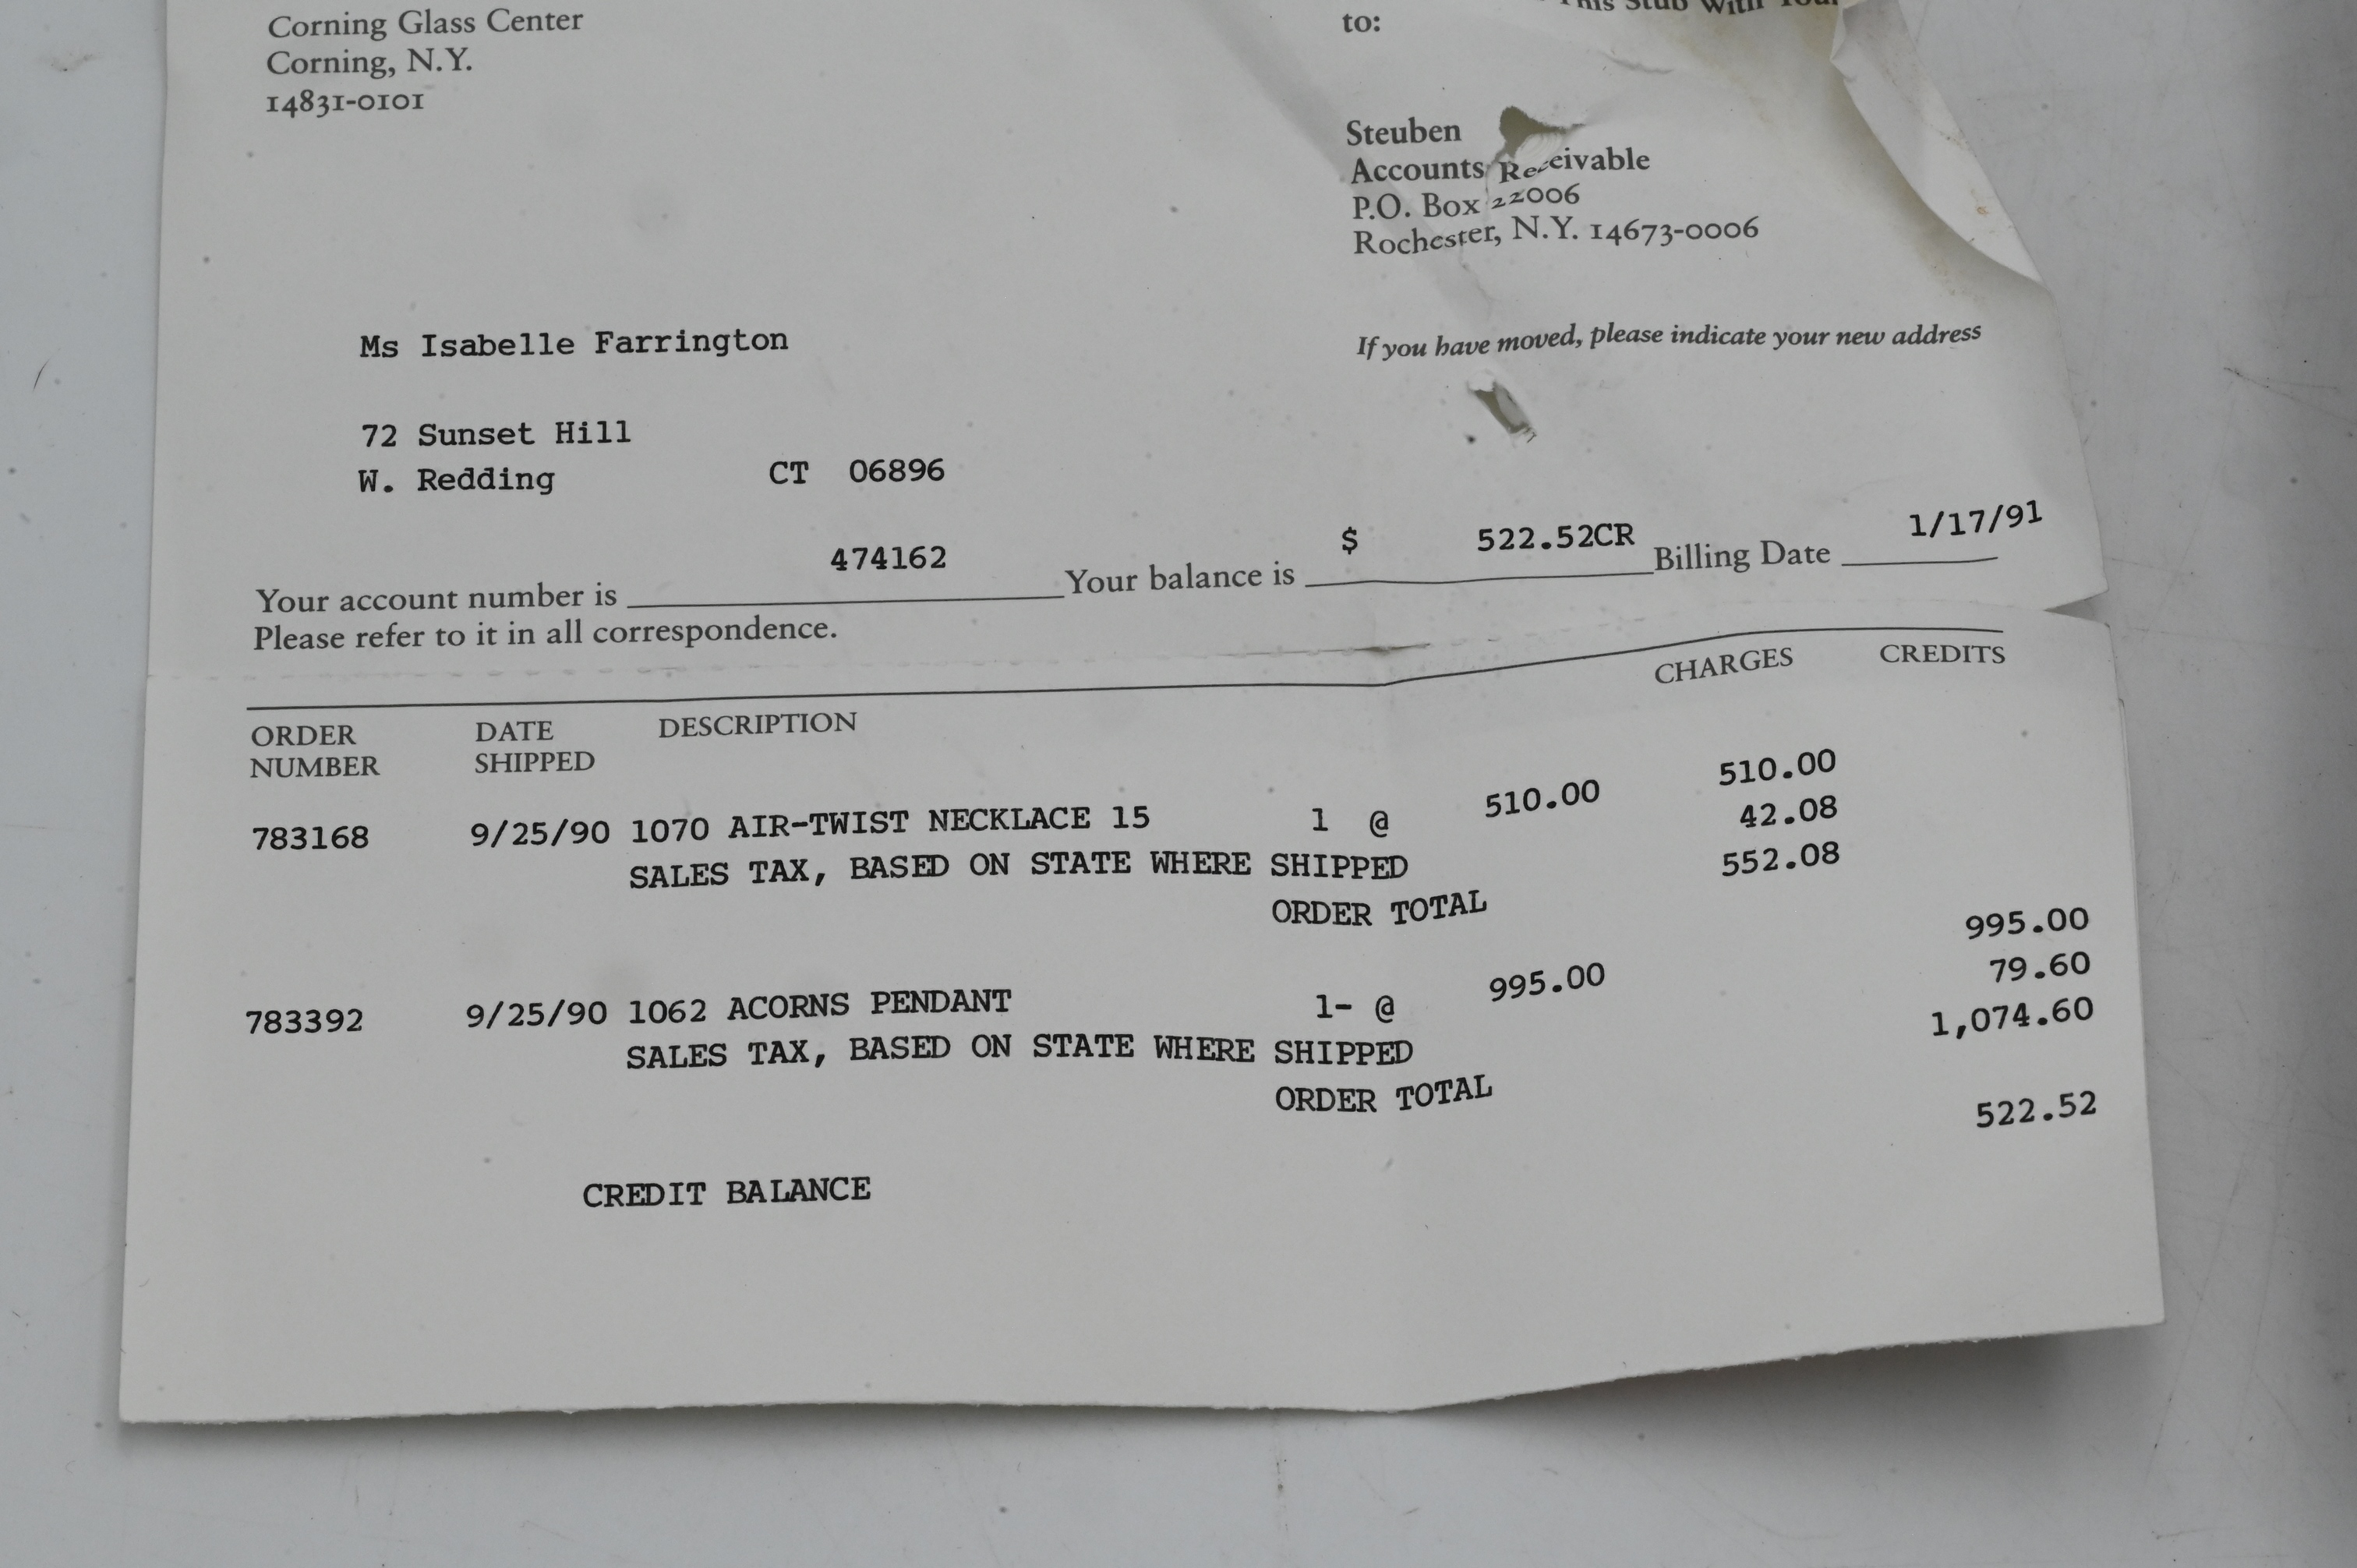 Corning Glass Center
Corning, N.Y.
14831-0101
This Stub With Your
to:
Steuben
Accounts Receivable
P.O. Box 22006
Rochester, N.Y. 14673-0006
If you have moved, please indicate your new address
Ms Isabelle Farrington
72 Sunset Hill
W. Redding CT 06896
Your account number is 474162 Your balance is $ 522.52CR Billing Date 1/17/91
Please refer to it in all correspondence.
ORDER NUMBER DATE SHIPPED DESCRIPTION CHARGES CREDITS
783168 9/25/90 1070 AIR-TWIST NECKLACE 15 1 @ 510.00 510.00
SALES TAX, BASED ON STATE WHERE SHIPPED 42.08
ORDER TOTAL 552.08
783392 9/25/90 1062 ACORNS PENDANT 1- @ 995.00 995.00
SALES TAX, BASED ON STATE WHERE SHIPPED 79.60
ORDER TOTAL 1,074.60
CREDIT BALANCE 522.52